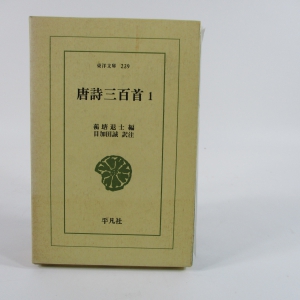 東洋文庫 239
唐詩三百首 1
蘅塘退士 編
目加田誠 訳注
平凡社